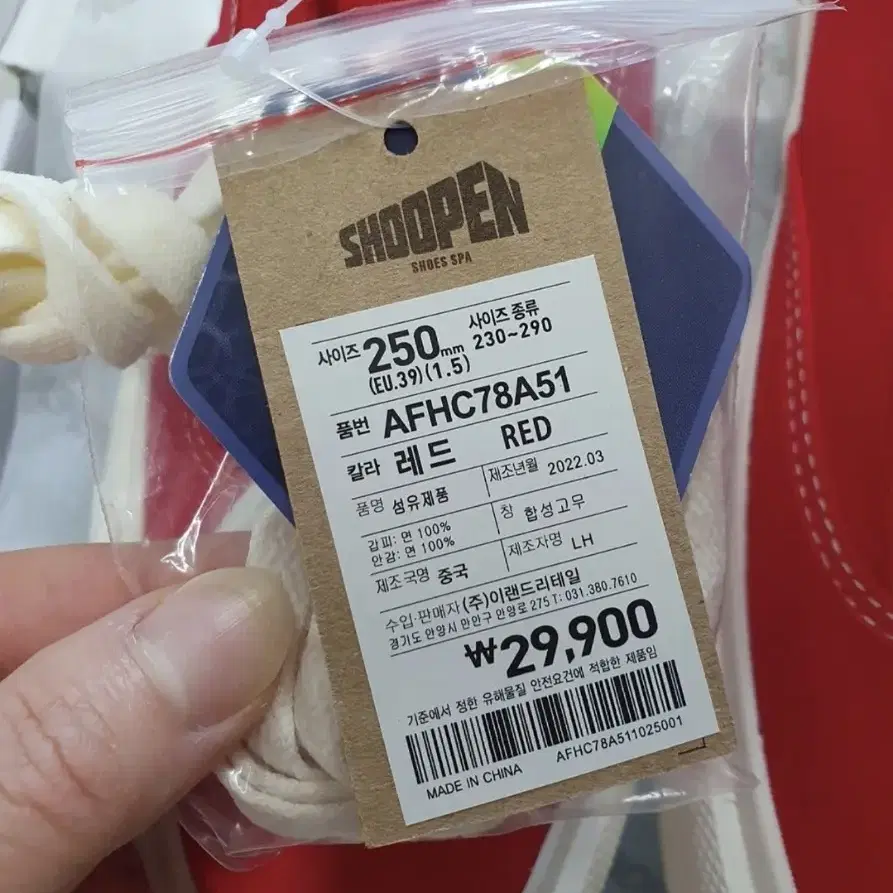 SHOOPEN
SHOES SPA
사이즈 250mm 사이즈 종류
(EU.39)(1.5) 230~290
품번 AFHC78A51
칼라 레드 RED
품명 섬유제품 제조년월 2022.03
갑피: 면 100% 창 합성고무
안감: 면 100%
제조국명 중국 제조자명 LH
수입·판매자 (주)이랜드리테일
경기도 안양시 만안구 안양로 275 T: 031.380.7610
₩29,900
기준에서 정한 유해물질 안전요건에 적합한 제품임
MADE IN CHINA AFHC78A511025001